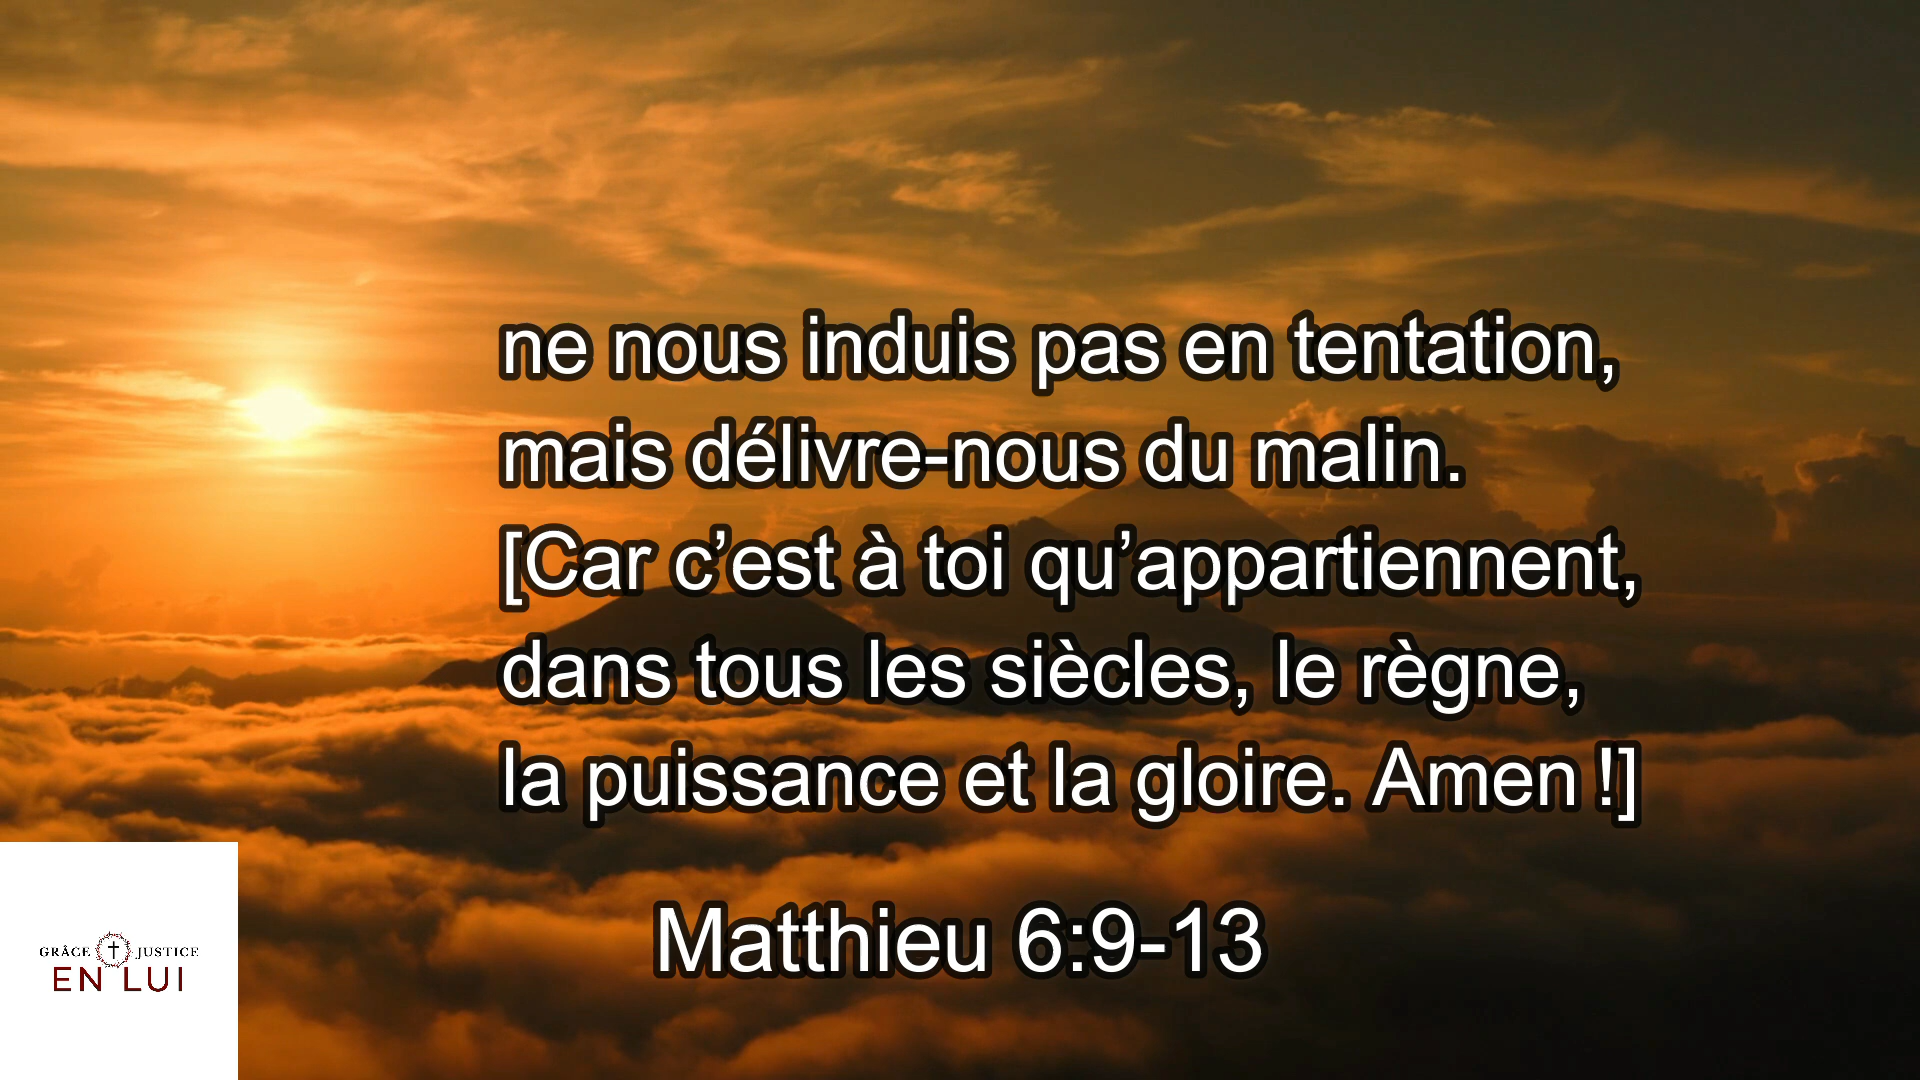 ne nous induis pas en tentation,
mais délivre-nous du malin.
[Car c’est à toi qu’appartiennent,
dans tous les siècles, le règne,
la puissance et la gloire. Amen !]
Matthieu 6:9-13
GRÂCE JUSTICE
EN LUI